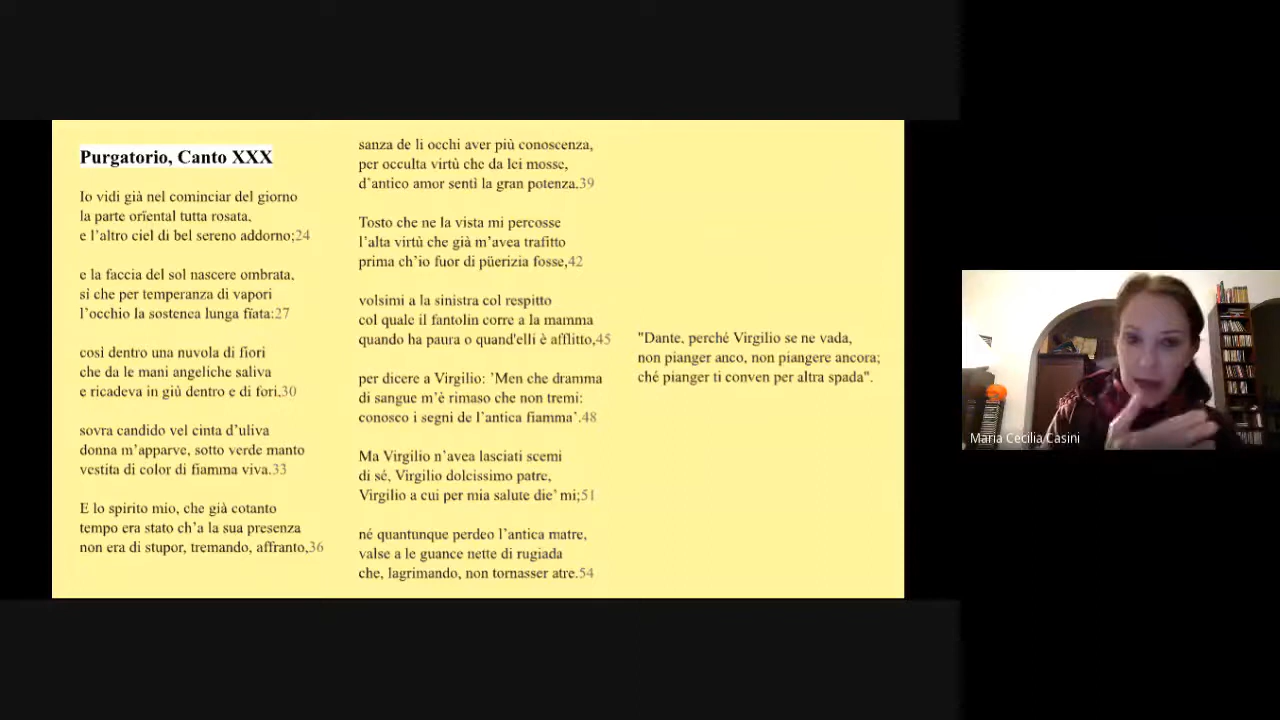 Purgatorio, Canto XXX
Io vidi già nel cominciar del giorno
la parte orïental tutta rosata,
e l'altro ciel di bel sereno addorno;24
e la faccia del sol nascere ombrata,
sì che per temperanza di vapori
l'occhio la sostenea lunga fïata:27
così dentro una nuvola di fiori
che da le mani angeliche saliva
e ricadeva in giù dentro e di fori,30
sovra candido vel cinta d'uliva
donna m'apparve, sotto verde manto
vestita di color di fiamma viva.33
E lo spirito mio, che già cotanto
tempo era stato ch'a la sua presenza
non era di stupor, tremando, affranto,36
sanza de li occhi aver più conoscenza,
per occulta virtù che da lei mosse,
d'antico amor sentì la gran potenza.39
Tosto che ne la vista mi percosse
l'alta virtù che già m'avea trafitto
prima ch'io fuor di püerizia fosse,42
volsimi a la sinistra col respitto
col quale il fantolin corre a la mamma
quando ha paura o quand'elli è afflitto,45
per dicere a Virgilio: 'Men che dramma
di sangue m'è rimaso che non tremi:
conosco i segni de l'antica fiamma'.48
Ma Virgilio n'avea lasciati scemi
di sé, Virgilio dolcissimo patre,
Virgilio a cui per mia salute die' mi;51
né quantunque perdeo l'antica matre,
valse a le guance nette di rugiada
che, lagrimando, non tornasser atre.54
"Dante, perché Virgilio se ne vada,
non pianger anco, non piangere ancora;
ché pianger ti conven per altra spada".
Maria Cecilia Casini